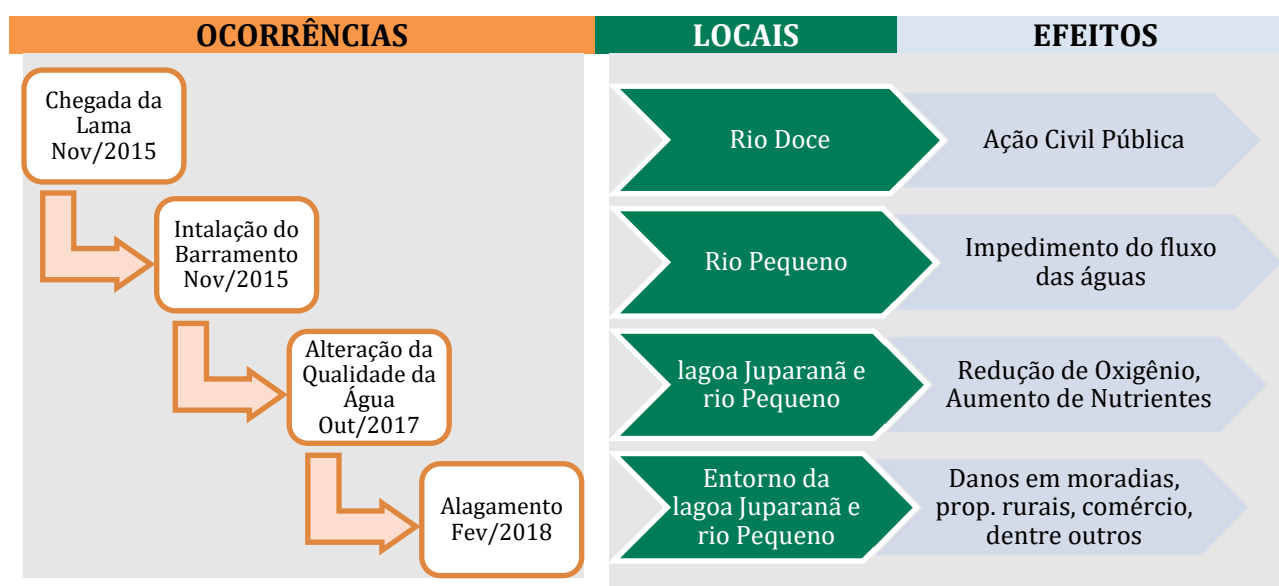 OCORRÊNCIAS
LOCAIS
EFEITOS
Chegada da
Lama
Nov/2015
Rio Doce
Ação Civil Pública
Intalação do
Barramento
Nov/2015
Rio Pequeno
Impedimento do fluxo
das águas
Alteração da
Qualidade da
Água
Out/2017
lagoa Juparanã e
rio Pequeno
Redução de Oxigênio,
Aumento de Nutrientes
Alagamento
Fev/2018
Entorno da
lagoa Juparanã e
rio Pequeno
Danos em moradias,
prop. rurais, comércio,
dentre outros